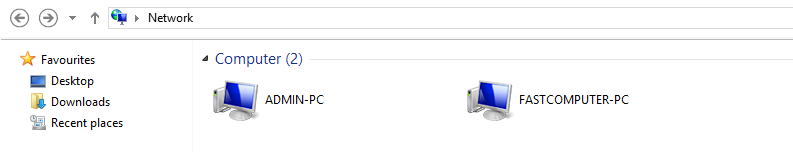 Network
Favourites
Desktop
Downloads
Recent places
Computer (2)
ADMIN-PC
FASTCOMPUTER-PC